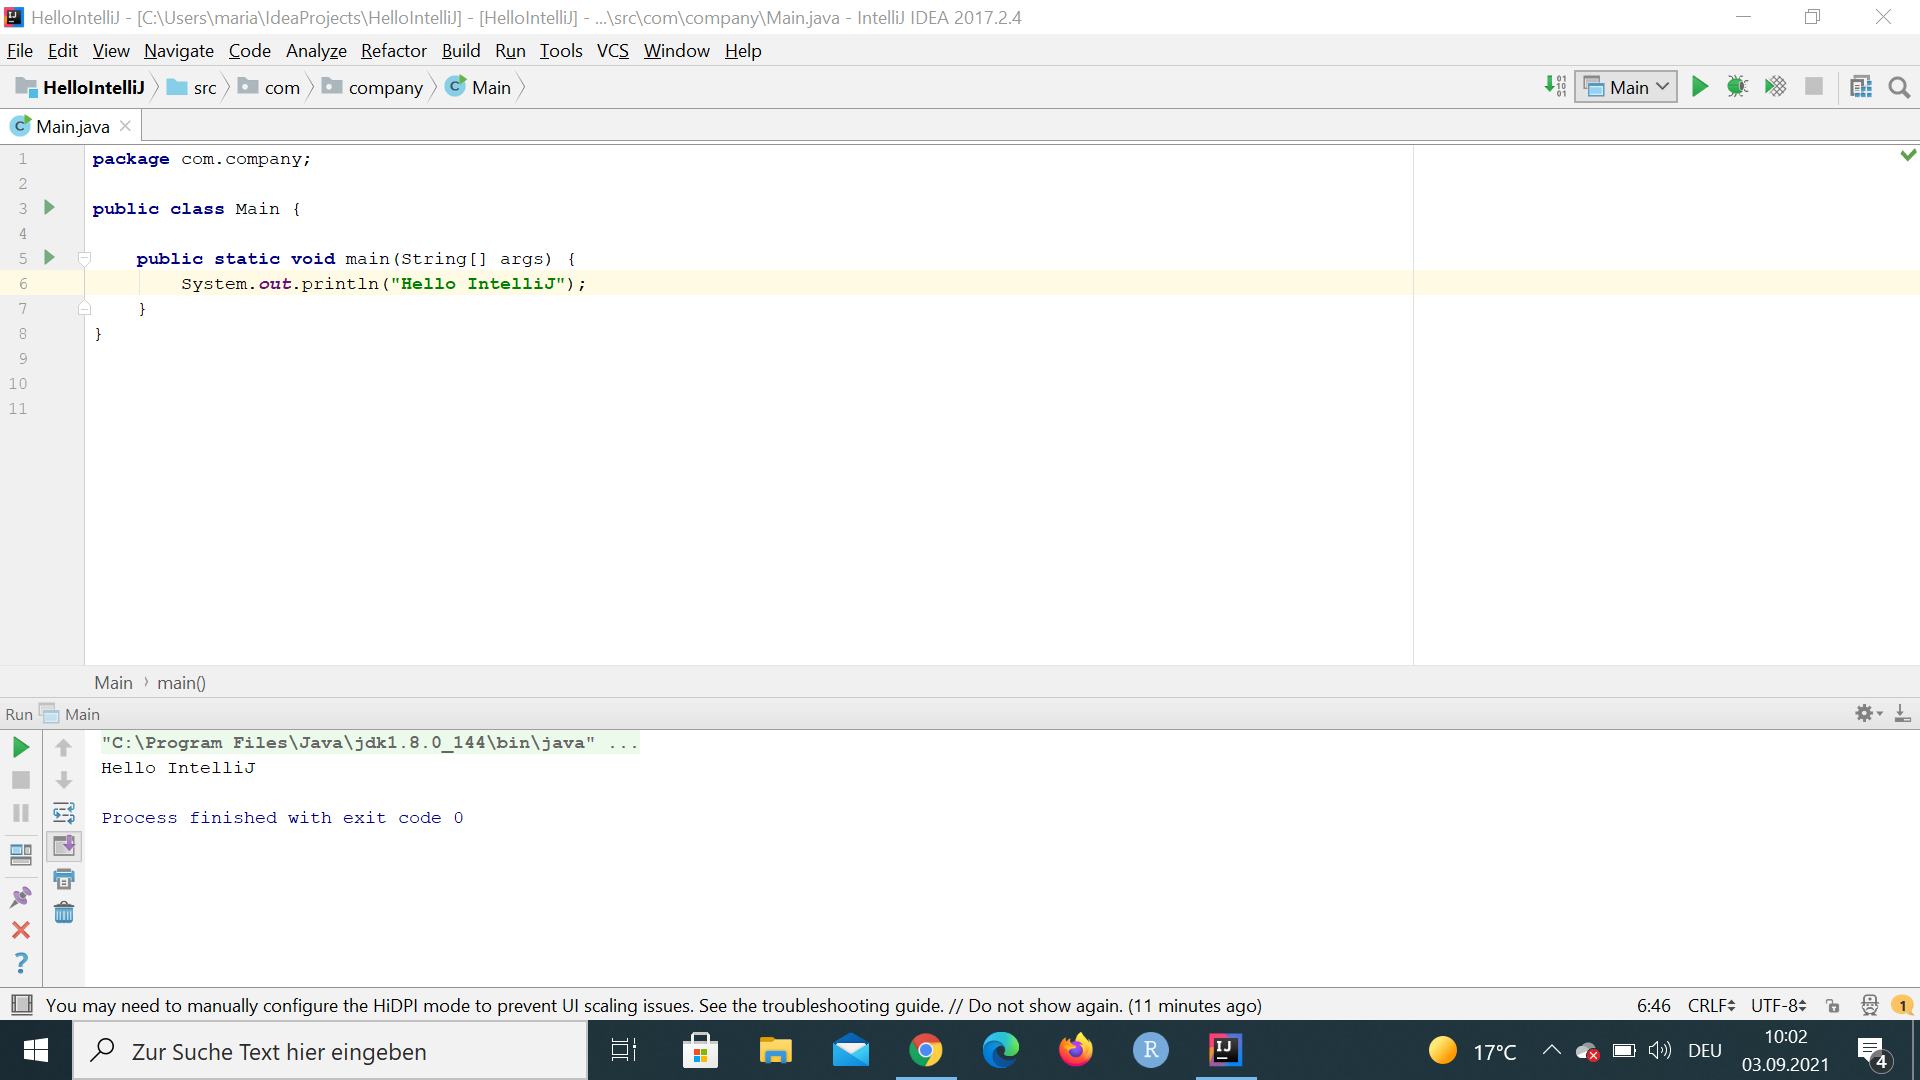 HelloIntelliJ - [C:\Users\maria\IdeaProjects\HelloIntelliJ] - [HelloIntelliJ] - ...\src\com\company\Main.java - IntelliJ IDEA 2017.2.4
File Edit View Navigate Code Analyze Refactor Build Run Tools VCS Window Help
HelloIntelliJ src com company Main Main
Main.java
1 package com.company;
2
3 public class Main {
4
5 public static void main(String[] args) {
6 System.out.println("Hello IntelliJ");
7 }
8 }
9
10
11
Main › main()
Run Main
"C:\Program Files\Java\jdk1.8.0_144\bin\java" ...
Hello IntelliJ
Process finished with exit code 0
You may need to manually configure the HiDPI mode to prevent UI scaling issues. See the troubleshooting guide. // Do not show again. (11 minutes ago) 6:46 CRLF UTF-8 1
Zur Suche Text hier eingeben 17°C DEU 10:02
03.09.2021 4